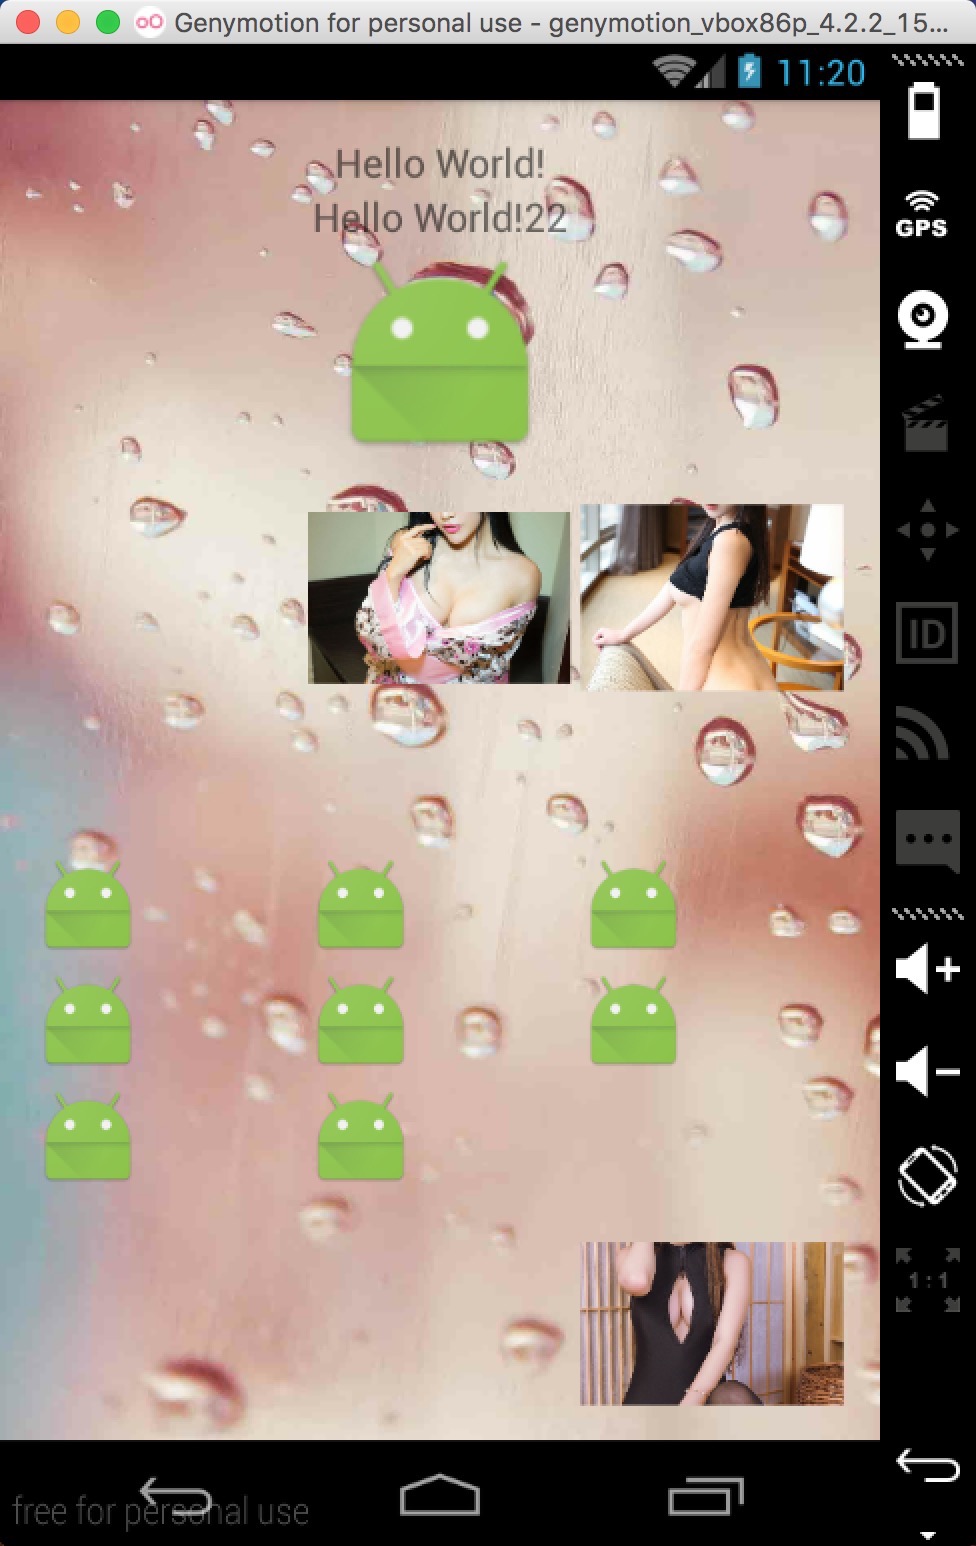 Genymotion for personal use - genymotion_vbox86p_4.2.2_15...
11:20
Hello World!
Hello World!22
GPS
ID
1:1
free for personal use